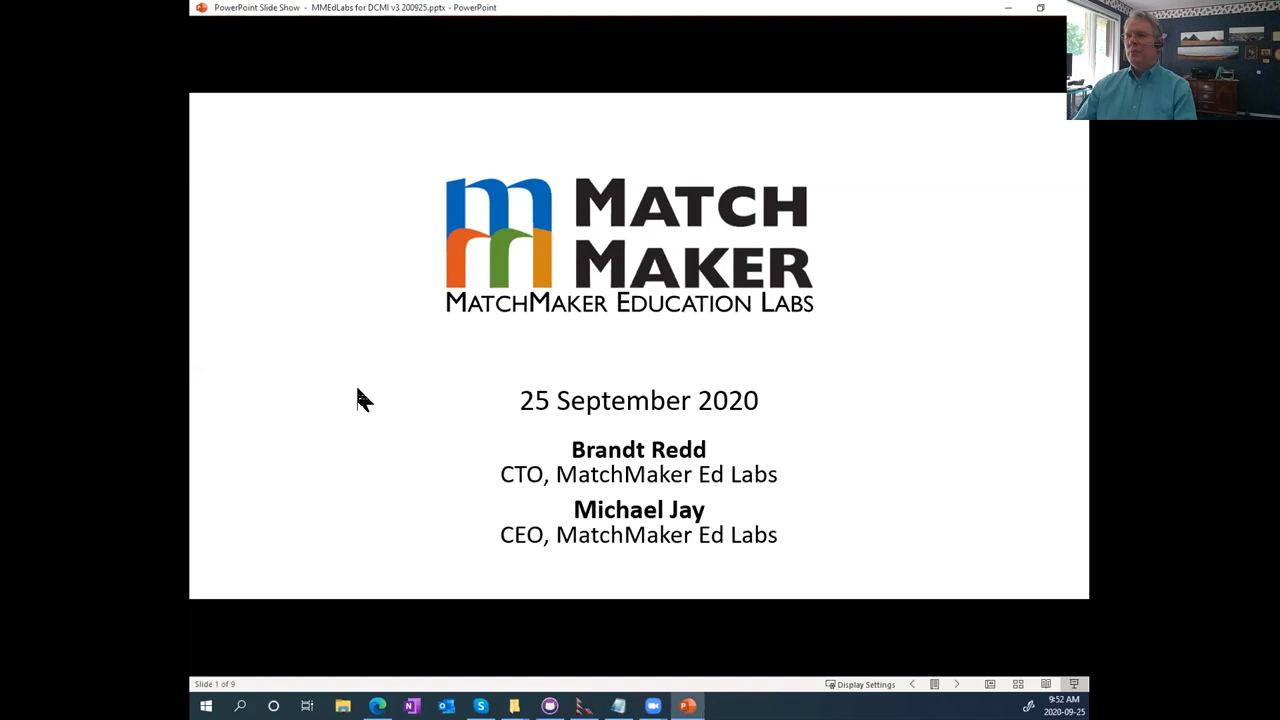 PowerPoint Slide Show - MMEdLabs for DCMI v3 200925.pptx - PowerPoint
MATCH
MAKER
MATCHMAKER EDUCATION LABS
25 September 2020
Brandt Redd
CTO, MatchMaker Ed Labs
Michael Jay
CEO, MatchMaker Ed Labs
Slide 1 of 9
Display Settings
9:52 AM
2020-09-25